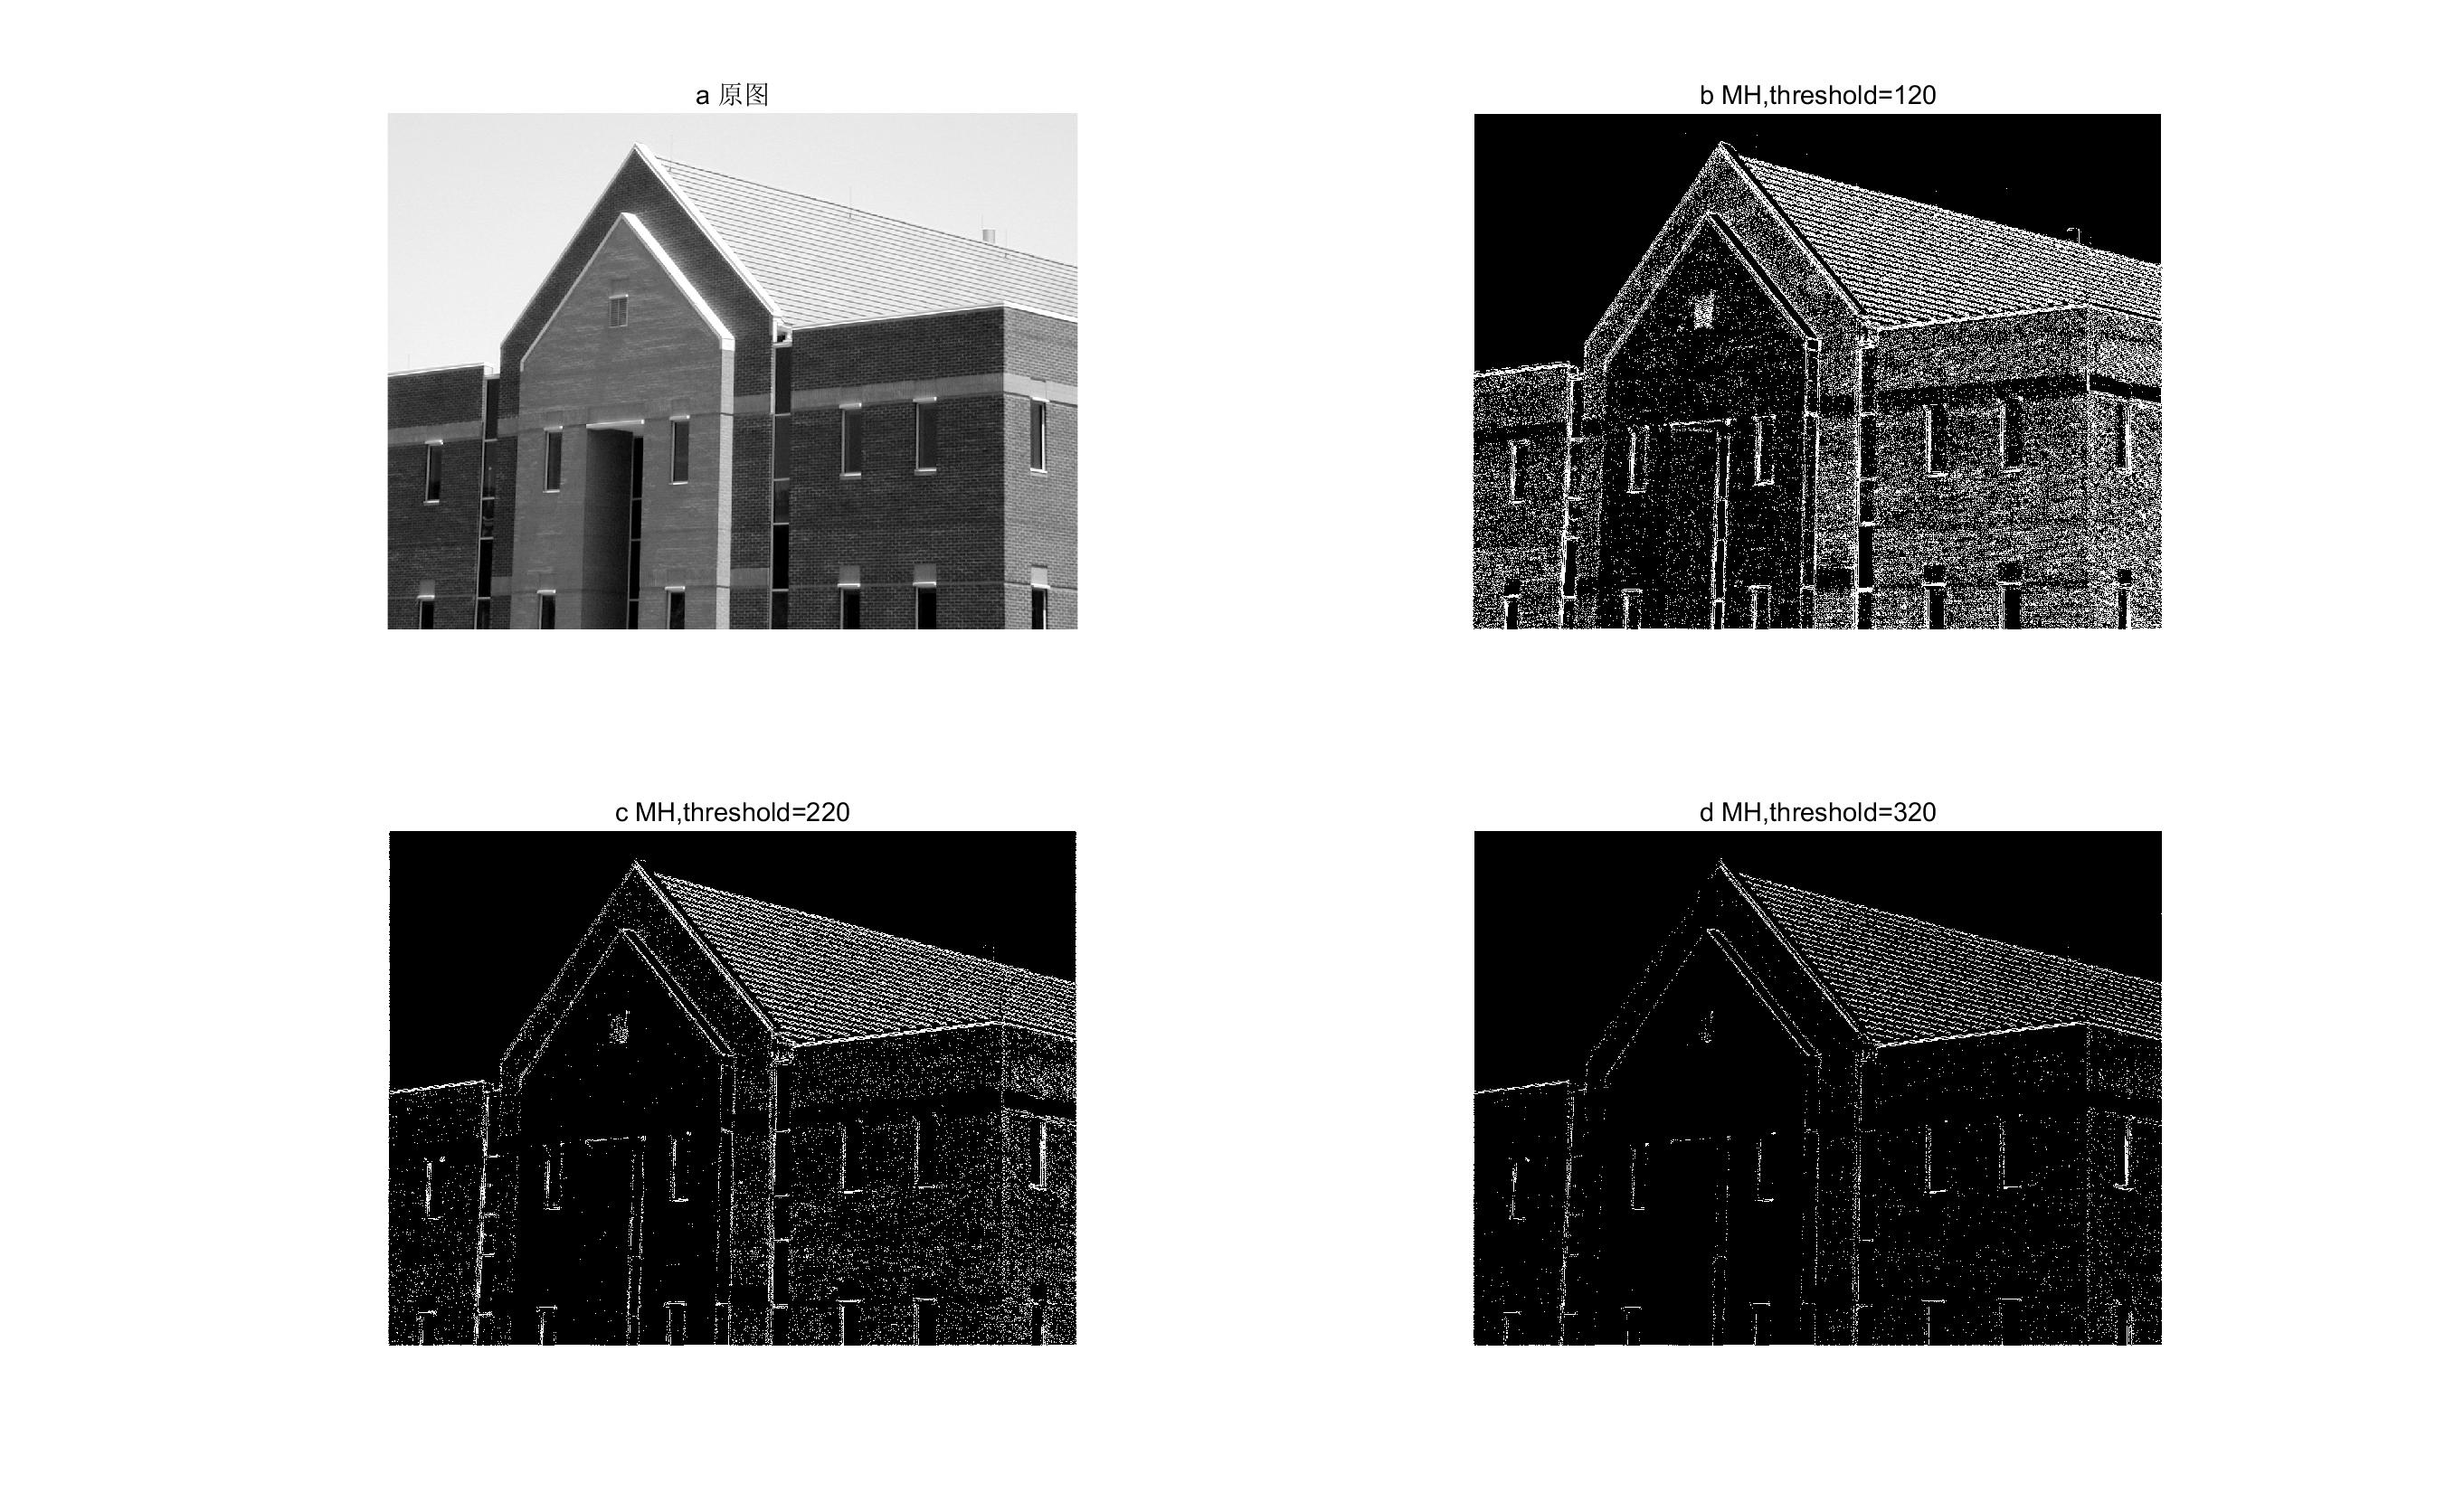 a 原图
b MH,threshold=120
c MH,threshold=220
d MH,threshold=320